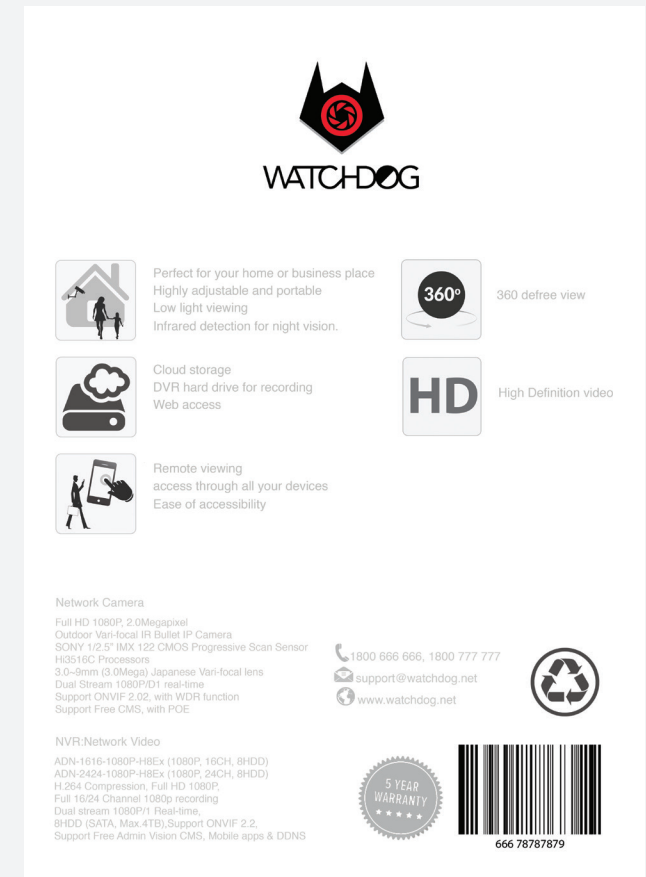 WATCHDOG
Perfect for your home or business place
Highly adjustable and portable
Low light viewing
Infrared detection for night vision.
360°
360 defree view
Cloud storage
DVR hard drive for recording
Web access
HD
High Definition video
Remote viewing
access through all your devices
Ease of accessibility
Network Camera
Full HD 1080P, 2.0Megapixel
Outdoor Vari-focal IR Bullet IP Camera
SONY 1/2.5" IMX 122 CMOS Progressive Scan Sensor
Hi3516C Processors
3.0~9mm (3.0Mega) Japanese Vari-focal lens
Dual Stream 1080P/D1 real-time
Support ONVIF 2.02, with WDR function
Support Free CMS, with POE
1800 666 666, 1800 777 777
support@watchdog.net
www.watchdog.net
NVR:Network Video
ADN-1616-1080P-H8Ex (1080P, 16CH, 8HDD)
ADN-2424-1080P-H8Ex (1080P, 24CH, 8HDD)
H.264 Compression, Full HD 1080P,
Full 16/24 Channel 1080p recording
Dual stream 1080P/1 Real-time,
8HDD (SATA, Max.4TB),Support ONVIF 2.2,
Support Free Admin Vision CMS, Mobile apps & DDNS
5 YEAR
WARRANTY
666 78787879